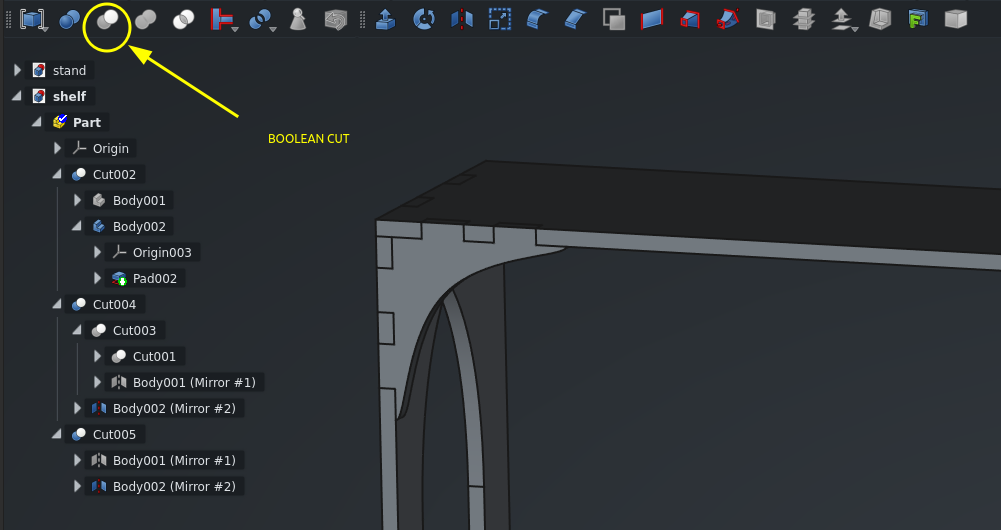 stand
shelf
Part
Origin
Cut002
Body001
Body002
Origin003
Pad002
Cut004
Cut003
Cut001
Body001 (Mirror #1)
Body002 (Mirror #2)
Cut005
Body001 (Mirror #1)
Body002 (Mirror #2)
BOOLEAN CUT